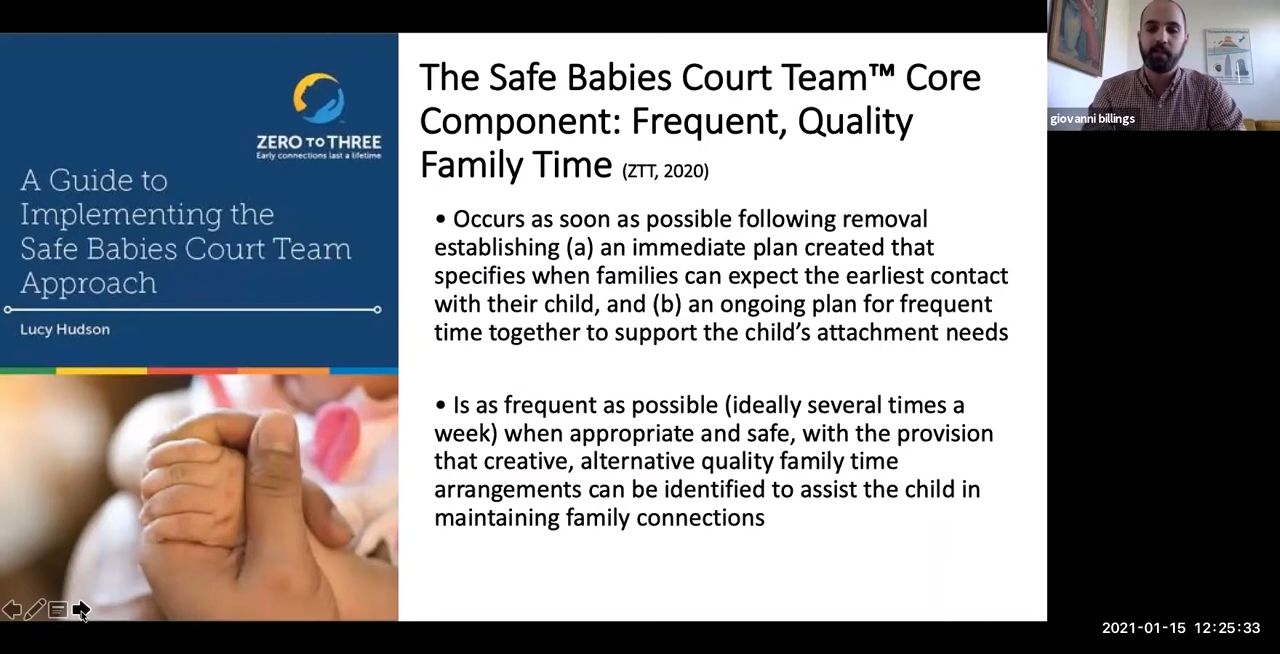 ZERO TO THREE
Early connections last a lifetime
A Guide to
Implementing the
Safe Babies Court Team
Approach
Lucy Hudson
The Safe Babies Court Team™ Core
Component: Frequent, Quality
Family Time (ZTT, 2020)
• Occurs as soon as possible following removal
establishing (a) an immediate plan created that
specifies when families can expect the earliest contact
with their child, and (b) an ongoing plan for frequent
time together to support the child’s attachment needs
• Is as frequent as possible (ideally several times a
week) when appropriate and safe, with the provision
that creative, alternative quality family time
arrangements can be identified to assist the child in
maintaining family connections
giovanni billings
2021-01-15 12:25:33